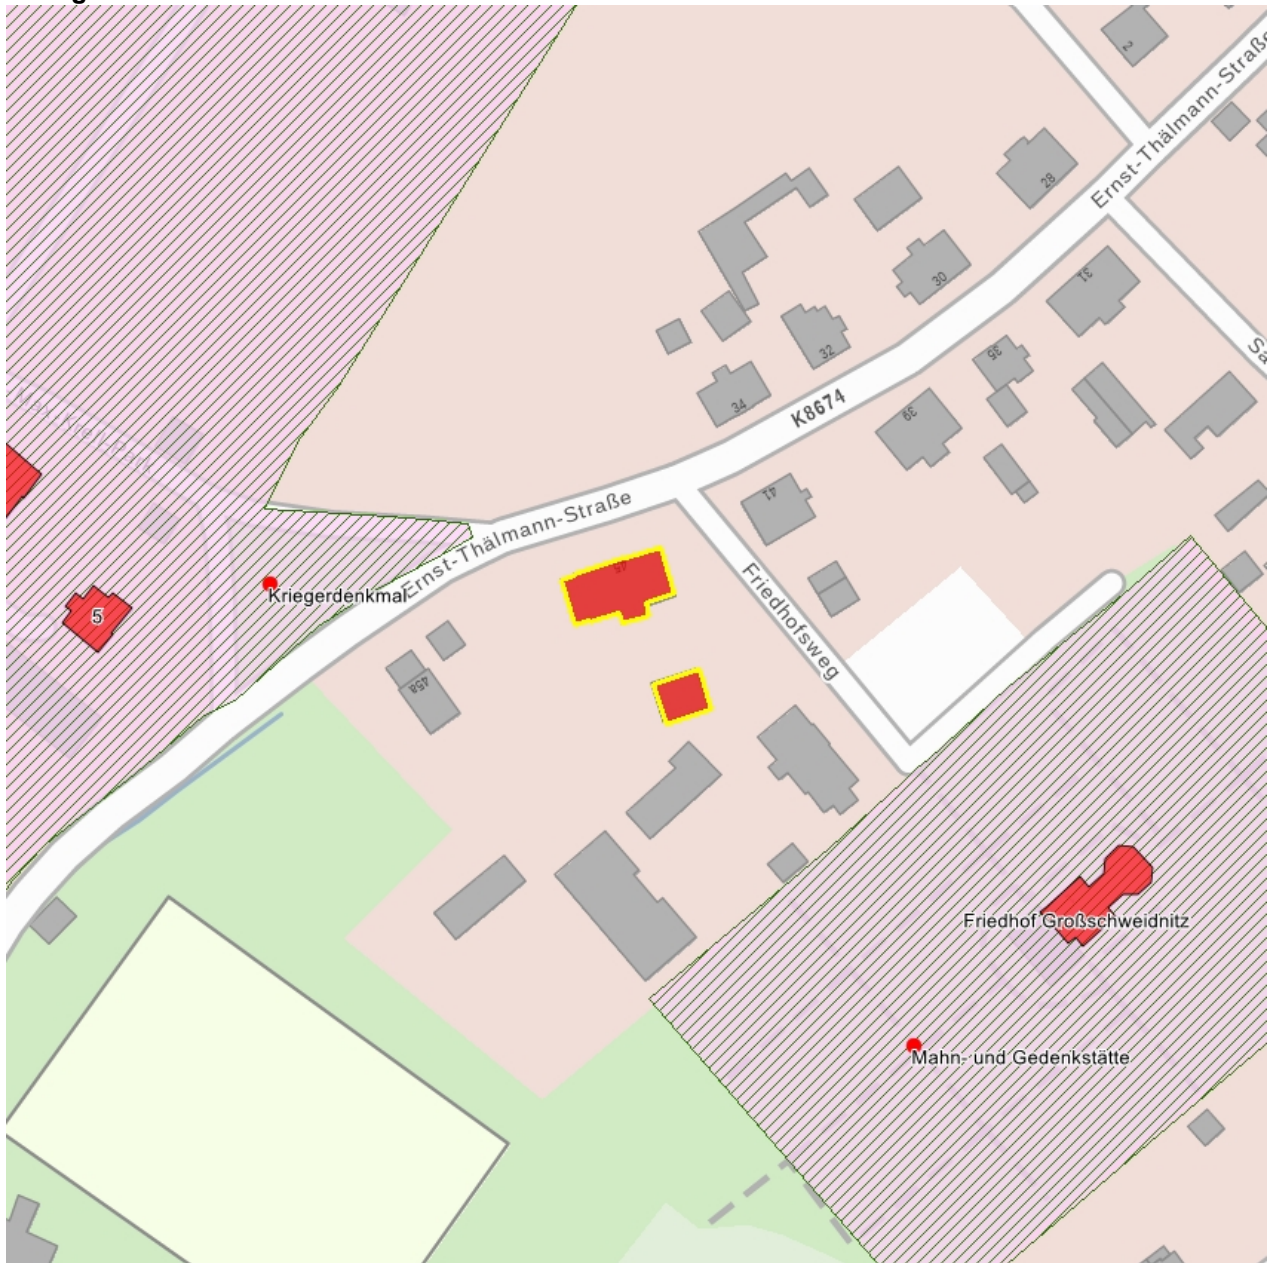 2
Ernst-Thälmann-Straße
28
30
31
32
35
34
K8674
39
41
Ernst-Thälmann-Straße
45
Friedhofsweg
Kriegerdenkmal
5
45B
Friedhof Großschweidnitz
Mahn- und Gedenkstätte